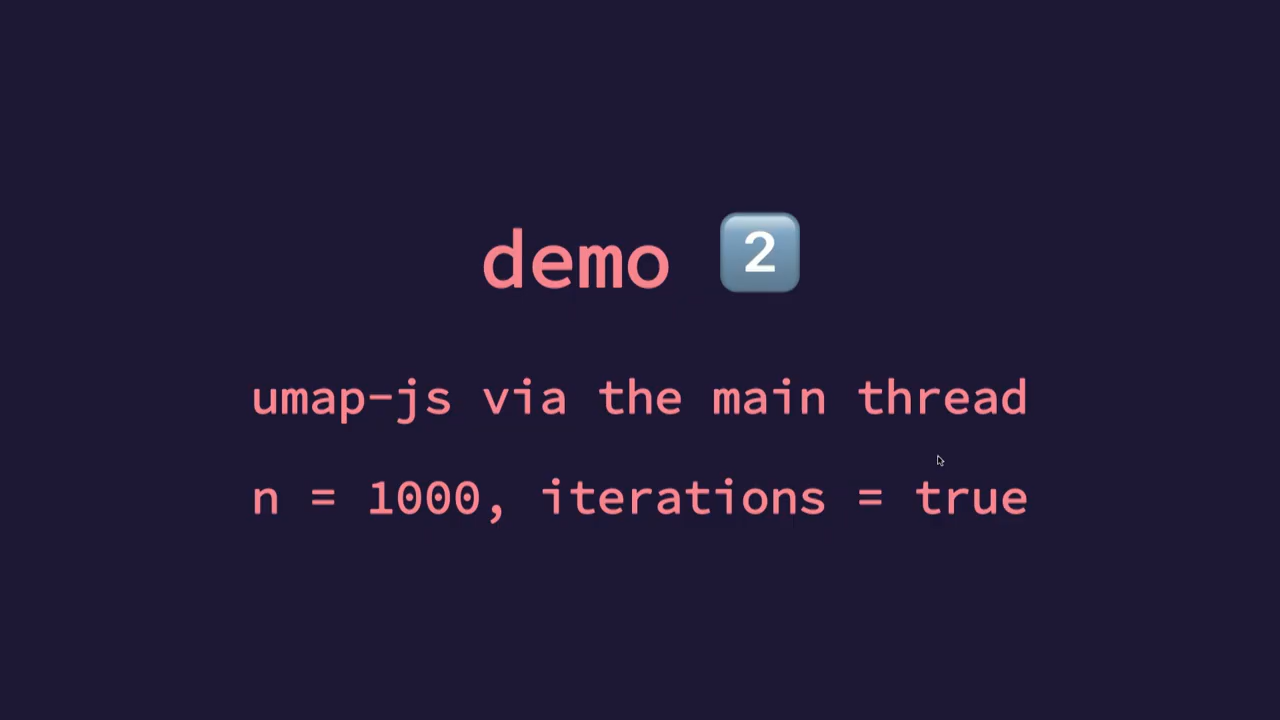 demo 2️⃣
umap-js via the main thread
n = 1000, iterations = true